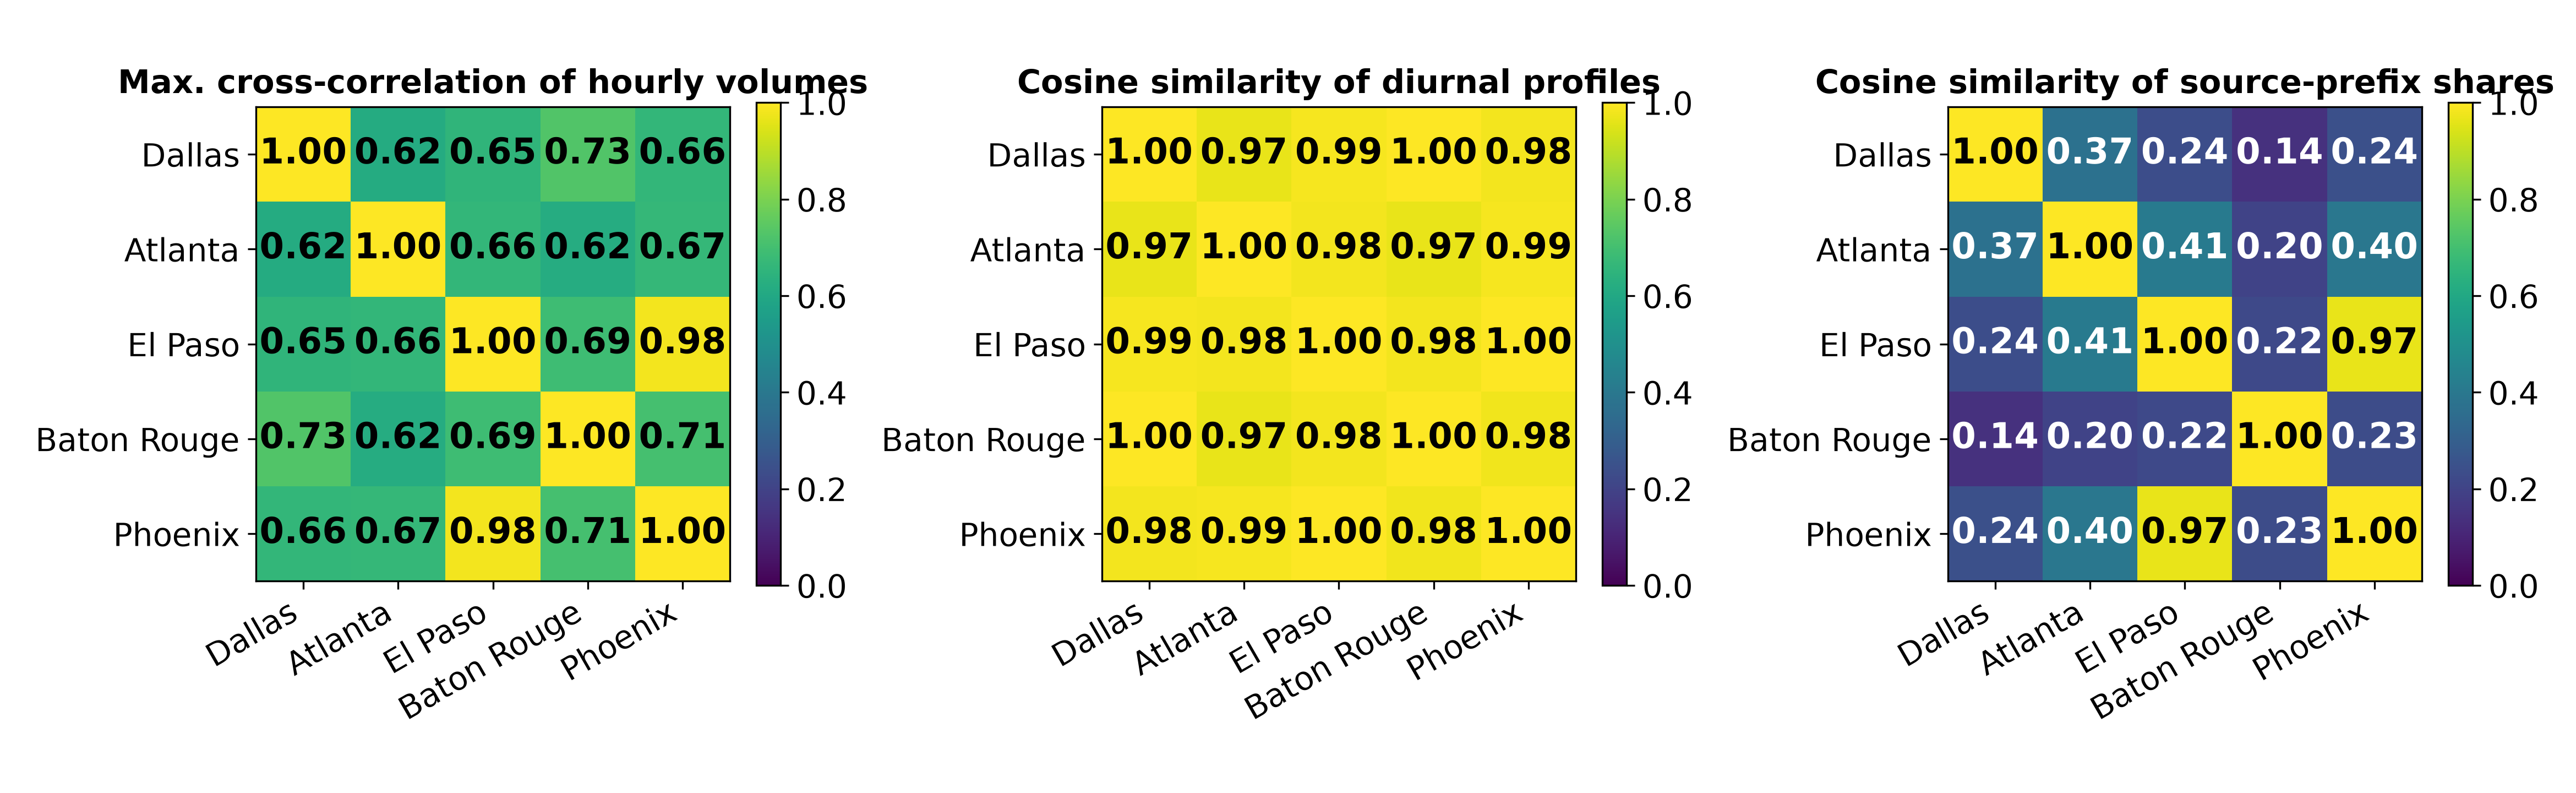 Max. cross-correlation of hourly volumes
Dallas 1.00 0.62 0.65 0.73 0.66
Atlanta 0.62 1.00 0.66 0.62 0.67
El Paso 0.65 0.66 1.00 0.69 0.98
Baton Rouge 0.73 0.62 0.69 1.00 0.71
Phoenix 0.66 0.67 0.98 0.71 1.00
Dallas Atlanta El Paso Baton Rouge Phoenix
1.0
0.8
0.6
0.4
0.2
0.0
Cosine similarity of diurnal profiles
Dallas 1.00 0.97 0.99 1.00 0.98
Atlanta 0.97 1.00 0.98 0.97 0.99
El Paso 0.99 0.98 1.00 0.98 1.00
Baton Rouge 1.00 0.97 0.98 1.00 0.98
Phoenix 0.98 0.99 1.00 0.98 1.00
Dallas Atlanta El Paso Baton Rouge Phoenix
1.0
0.8
0.6
0.4
0.2
0.0
Cosine similarity of source-prefix shares
Dallas 1.00 0.37 0.24 0.14 0.24
Atlanta 0.37 1.00 0.41 0.20 0.40
El Paso 0.24 0.41 1.00 0.22 0.97
Baton Rouge 0.14 0.20 0.22 1.00 0.23
Phoenix 0.24 0.40 0.97 0.23 1.00
Dallas Atlanta El Paso Baton Rouge Phoenix
1.0
0.8
0.6
0.4
0.2
0.0